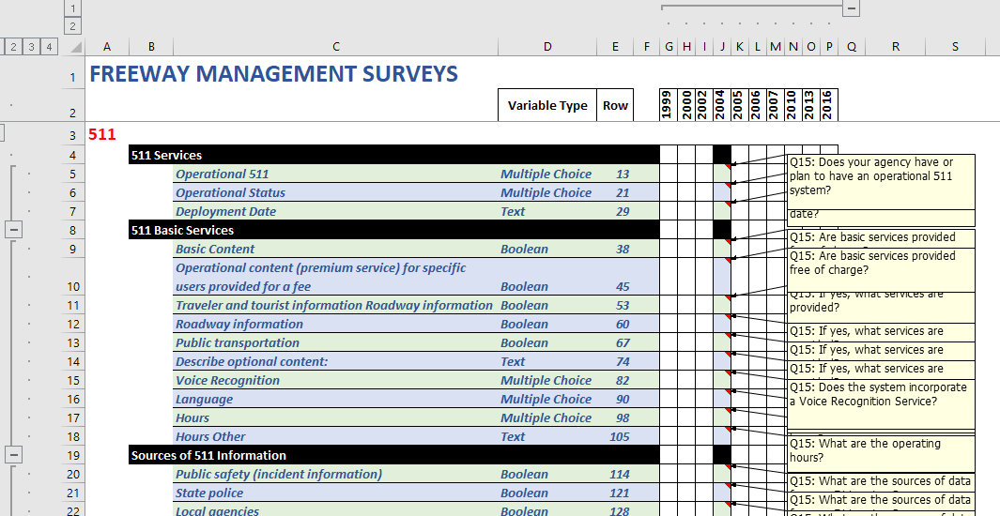 1
2
2 3 4 A B C D E F G H I J K L M N O P Q R S
1 FREEWAY MANAGEMENT SURVEYS
2 Variable Type Row 1999 2000 2002 2004 2005 2006 2007 2010 2013 2016
3 511
4 511 Services
5 Operational 511 Multiple Choice 13
6 Operational Status Multiple Choice 21
7 Deployment Date Text 29
8 511 Basic Services
9 Basic Content Boolean 38
Operational content (premium service) for specific
10 users provided for a fee Boolean 45
11 Traveler and tourist information Roadway information Boolean 53
12 Roadway information Boolean 60
13 Public transportation Boolean 67
14 Describe optional content: Text 74
15 Voice Recognition Multiple Choice 82
16 Language Multiple Choice 90
17 Hours Multiple Choice 98
18 Hours Other Text 105
19 Sources of 511 Information
20 Public safety (incident information) Boolean 114
21 State police Boolean 121
22 Local agencies Boolean 128
Q15: Does your agency have or
plan to have an operational 511
system?
date?
Q15: Are basic services provided
Q15: Are basic services provided
free of charge?
Q15: If yes, what services are
provided?
Q15: If yes, what services are
Q15: If yes, what services are
Q15: If yes, what services are
Q15: Does the system incorporate
a Voice Recognition Service?
Q15: What are the operating
hours?
Q15: What are the sources of data
Q15: What are the sources of data